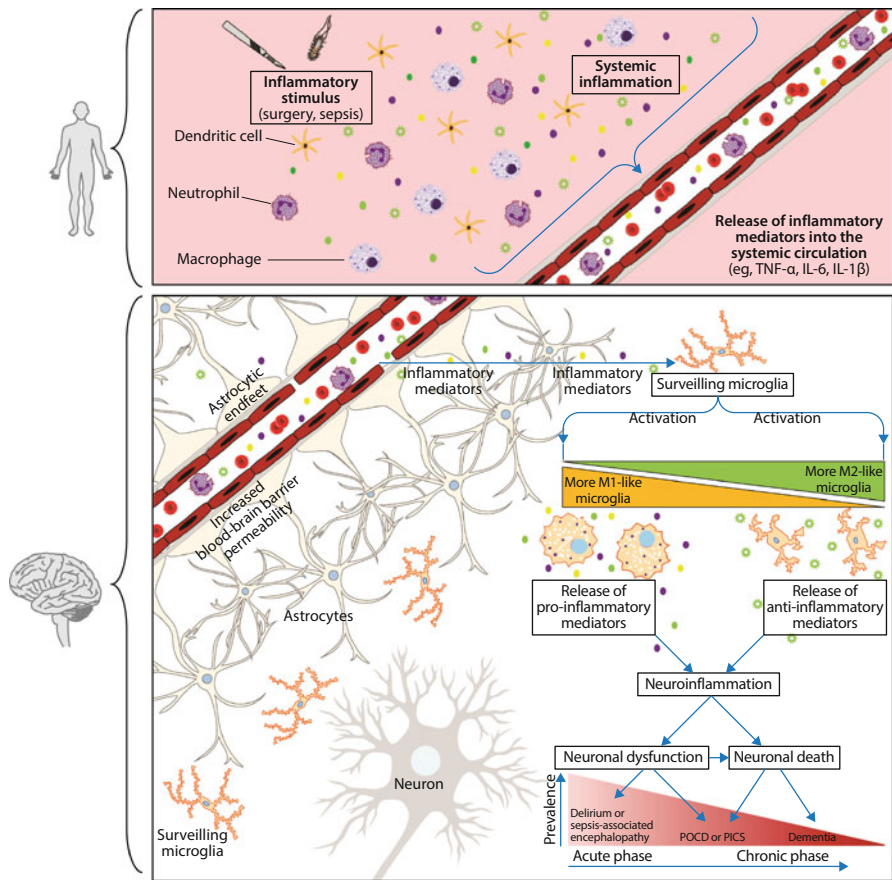 Inflammatory
stimulus
(surgery, sepsis)
Systemic
inflammation
Dendritic cell
Neutrophil
Macrophage
Release of inflammatory
mediators into the
systemic circulation
(eg, TNF-α, IL-6, IL-1β)
Astrocytic
endfeet
Inflammatory
mediators
Inflammatory
mediators
Surveilling microglia
Activation
Activation
More M1-like
microglia
More M2-like
microglia
Increased
blood-brain barrier
permeability
Astrocytes
Release of
pro-inflammatory
mediators
Release of
anti-inflammatory
mediators
Neuroinflammation
Neuronal dysfunction
Neuronal death
Neuron
Surveilling
microglia
Prevalence
Delirium or
sepsis-associated
encephalopathy
POCD or PICS
Dementia
Acute phase
Chronic phase